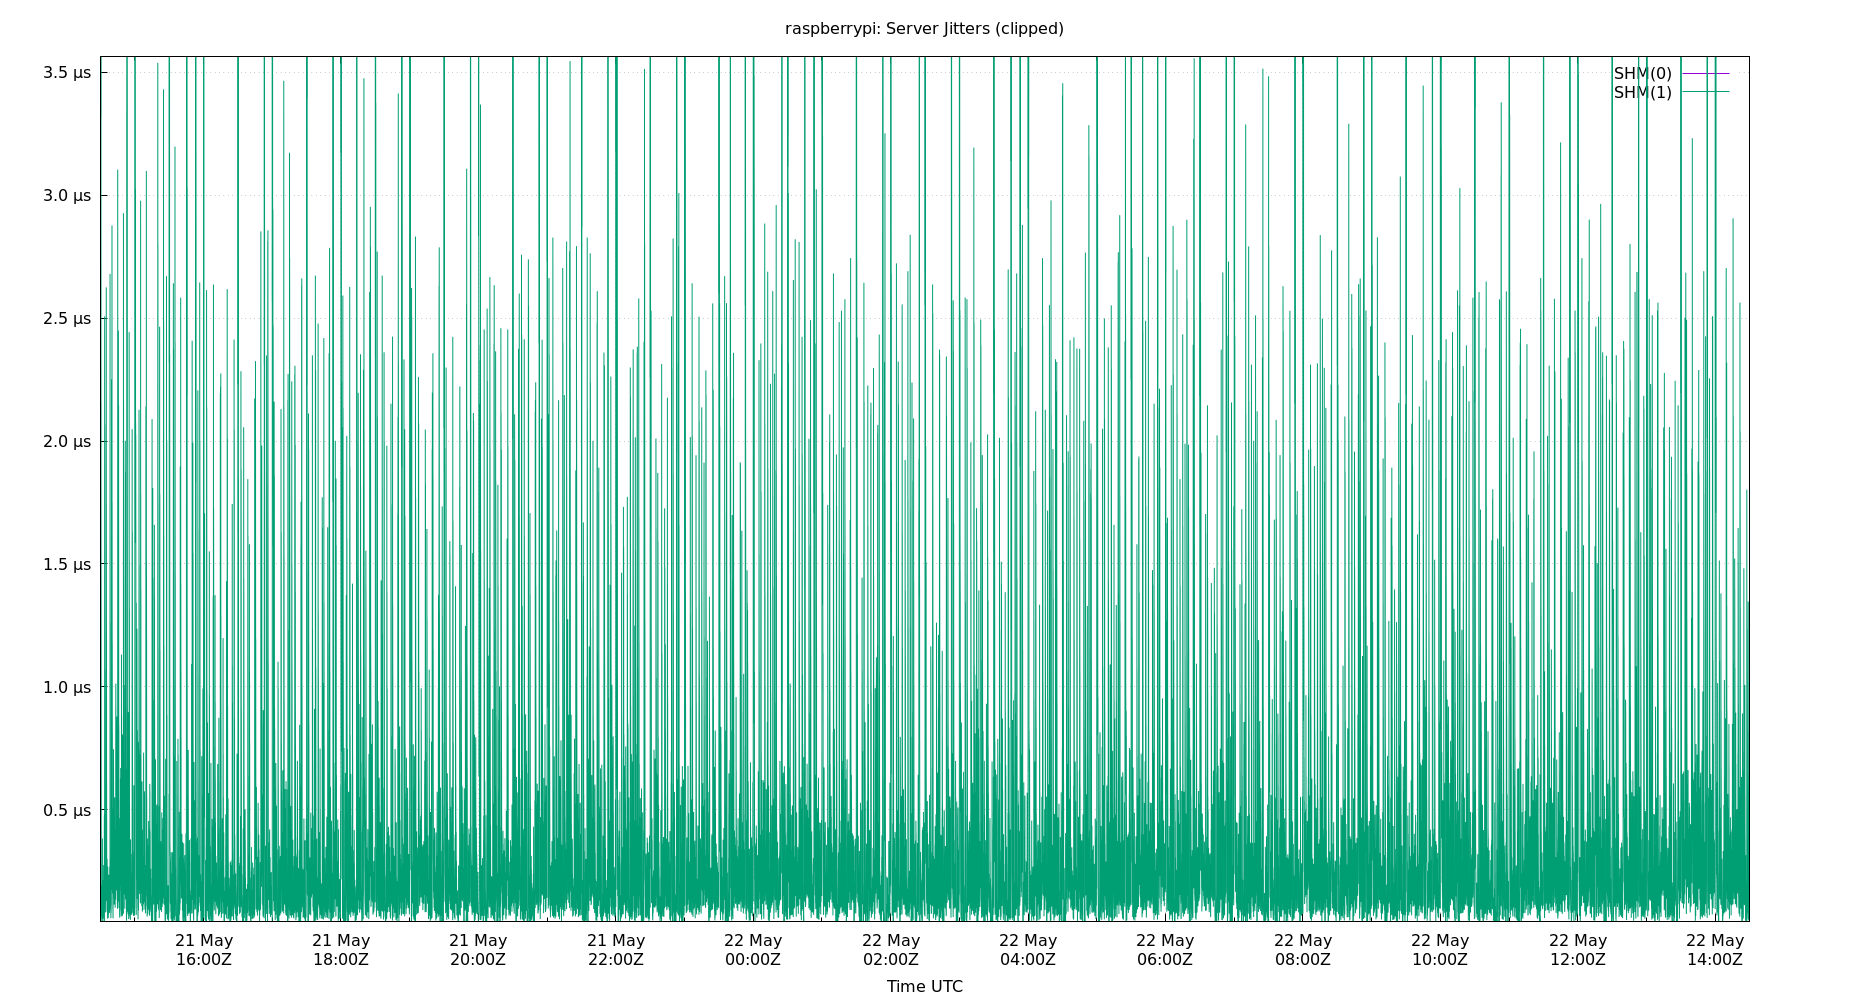 raspberrypi: Server Jitters (clipped)
3.5 µs
3.0 µs
2.5 µs
2.0 µs
1.5 µs
1.0 µs
0.5 µs
SHM(0)
SHM(1)
21 May 21 May 21 May 21 May 22 May 22 May 22 May 22 May 22 May 22 May 22 May 22 May
16:00Z 18:00Z 20:00Z 22:00Z 00:00Z 02:00Z 04:00Z 06:00Z 08:00Z 10:00Z 12:00Z 14:00Z
Time UTC